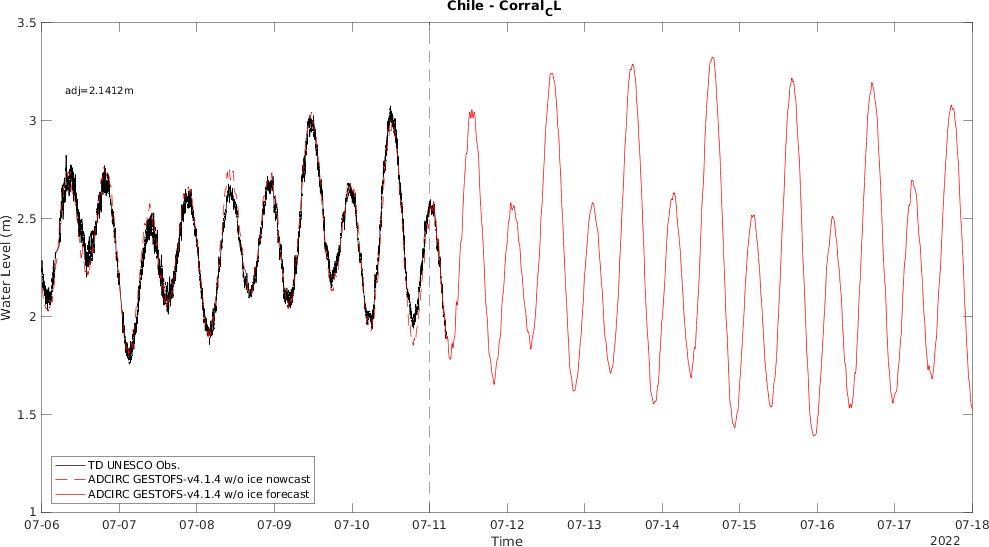 Chile - Corral_CL
adj=2.1412m
3.5
3
2.5
2
1.5
1
Water Level (m)
TD UNESCO Obs.
ADCIRC GESTOFS-v4.1.4 w/o ice nowcast
ADCIRC GESTOFS-v4.1.4 w/o ice forecast
07-06 07-07 07-08 07-09 07-10 07-11 07-12 07-13 07-14 07-15 07-16 07-17 07-18
Time
2022